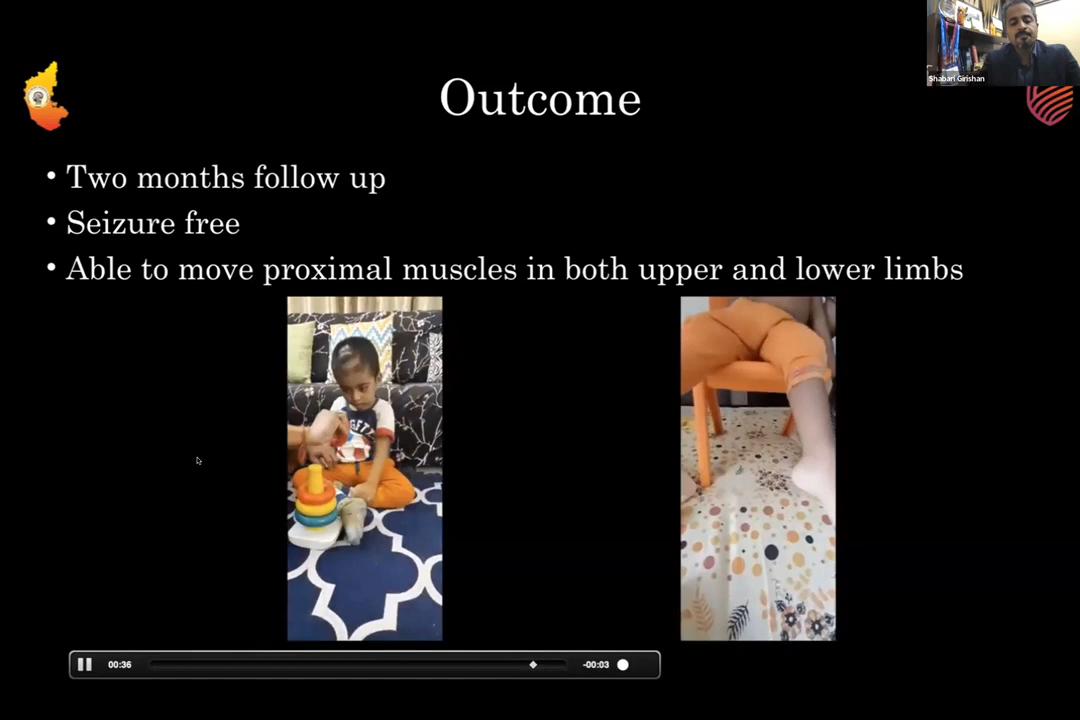 Shabari Girishan
Outcome
• Two months follow up
• Seizure free
• Able to move proximal muscles in both upper and lower limbs
00:36
-00:03